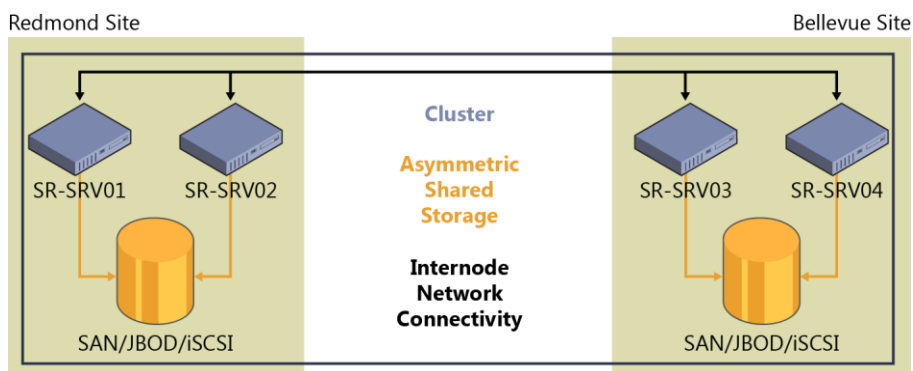 Redmond Site
Bellevue Site
Cluster
SR-SRV01
SR-SRV02
Asymmetric
Shared
Storage
SR-SRV03
SR-SRV04
Internode
Network
Connectivity
SAN/JBOD/iSCSI
SAN/JBOD/iSCSI